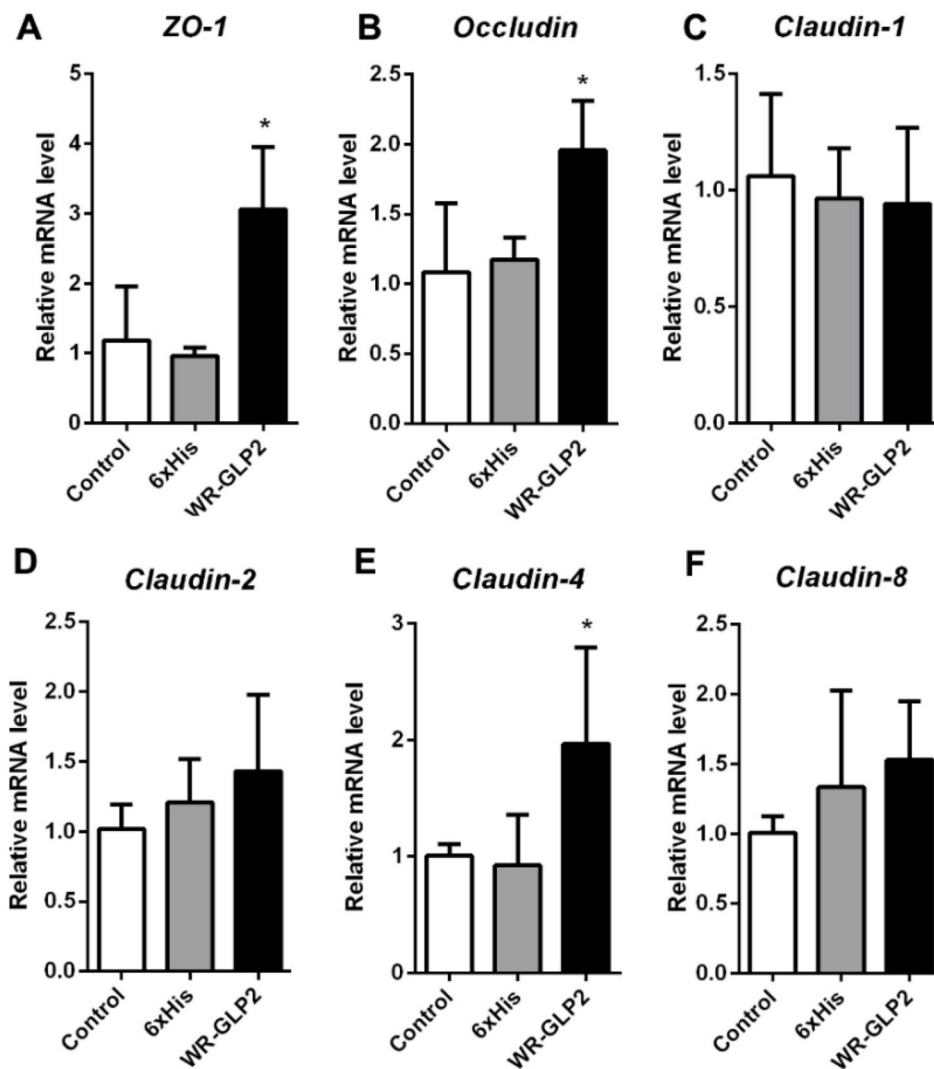 A ZO-1
Relative mRNA level
5
4
3
2
1
0
*
Control
6xHis
WR-GLP2
B Occludin
Relative mRNA level
2.5
2.0
1.5
1.0
0.5
0.0
*
Control
6xHis
WR-GLP2
C Claudin-1
Relative mRNA level
1.5
1.0
0.5
0.0
Control
6xHis
WR-GLP2
D Claudin-2
Relative mRNA level
2.5
2.0
1.5
1.0
0.5
0.0
Control
6xHis
WR-GLP2
E Claudin-4
Relative mRNA level
3
2
1
0
*
Control
6xHis
WR-GLP2
F Claudin-8
Relative mRNA level
2.5
2.0
1.5
1.0
0.5
0.0
Control
6xHis
WR-GLP2